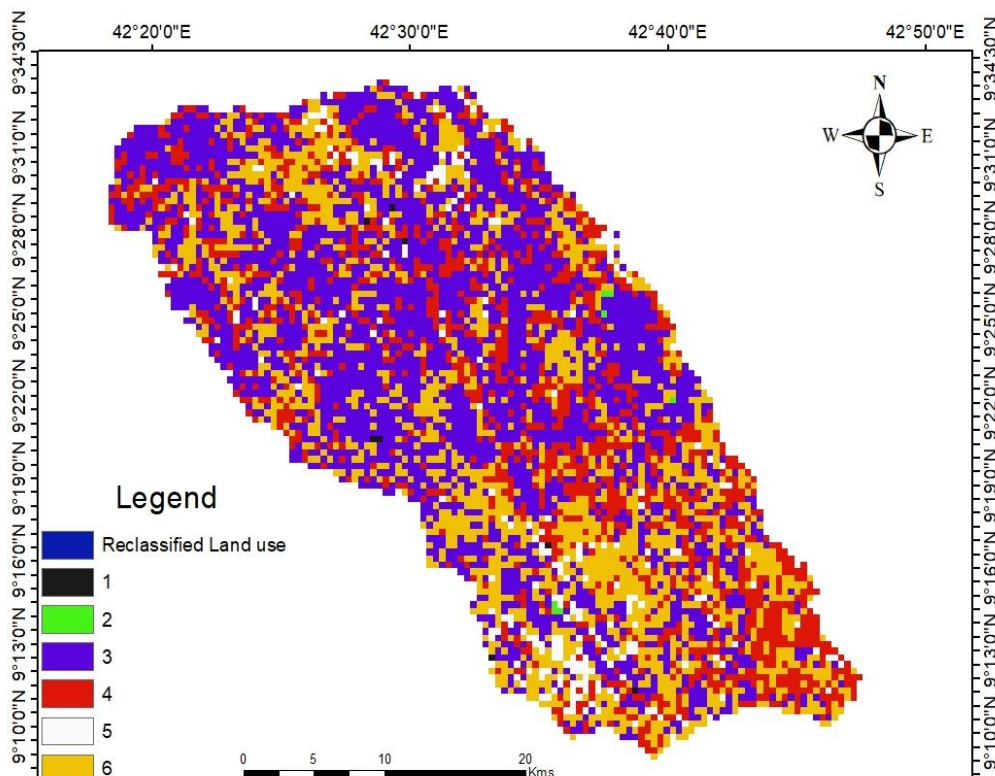 42°20'0"E 42°30'0"E 42°40'0"E 42°50'0"E
9°34'30"N 9°34'30"N
N
W E
S
9°31'0"N 9°31'0"N
9°28'0"N 9°28'0"N
9°25'0"N 9°25'0"N
9°22'0"N 9°22'0"N
9°19'0"N 9°19'0"N
Legend
Reclassified Land use
9°16'0"N 9°16'0"N
1
2
9°13'0"N 9°13'0"N
3
4
9°10'0"N 9°10'0"N
5
6
0 5 10 20
Kms